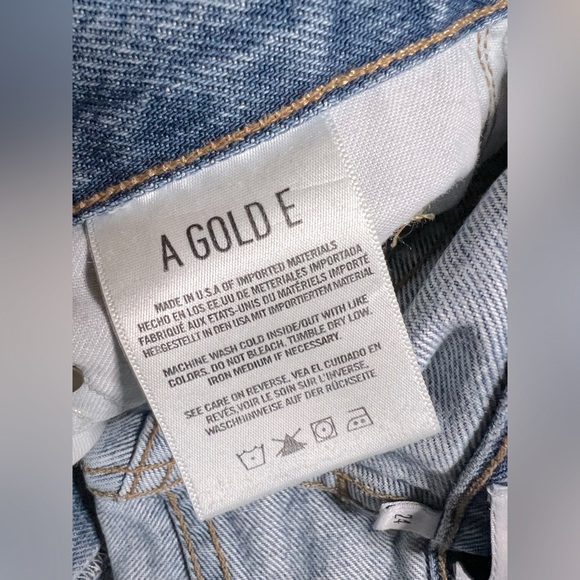 A GOLD E
MADE IN U.S.A OF IMPORTED MATERIALS
HECHO EN LOS EE.UU DE METERIALES IMPORTADA
FABRIQUÉ AUX ETATS-UNIS DU MATÉRIELS IMPORTÉ
HERGESTELLT IN DEN USA MIT IMPORTIERTEM MATERIAL
MACHINE WASH COLD INSIDE/OUT WITH LIKE
COLORS. DO NOT BLEACH. TUMBLE DRY LOW.
IRON MEDIUM IF NECESSARY.
SEE CARE ON REVERSE. VEA EL CUIDADO EN
REVÉS. VOIR LE SOIN SUR L'INVERSE.
WASCHHINWEISE AUF DER RÜCKSEITE
24